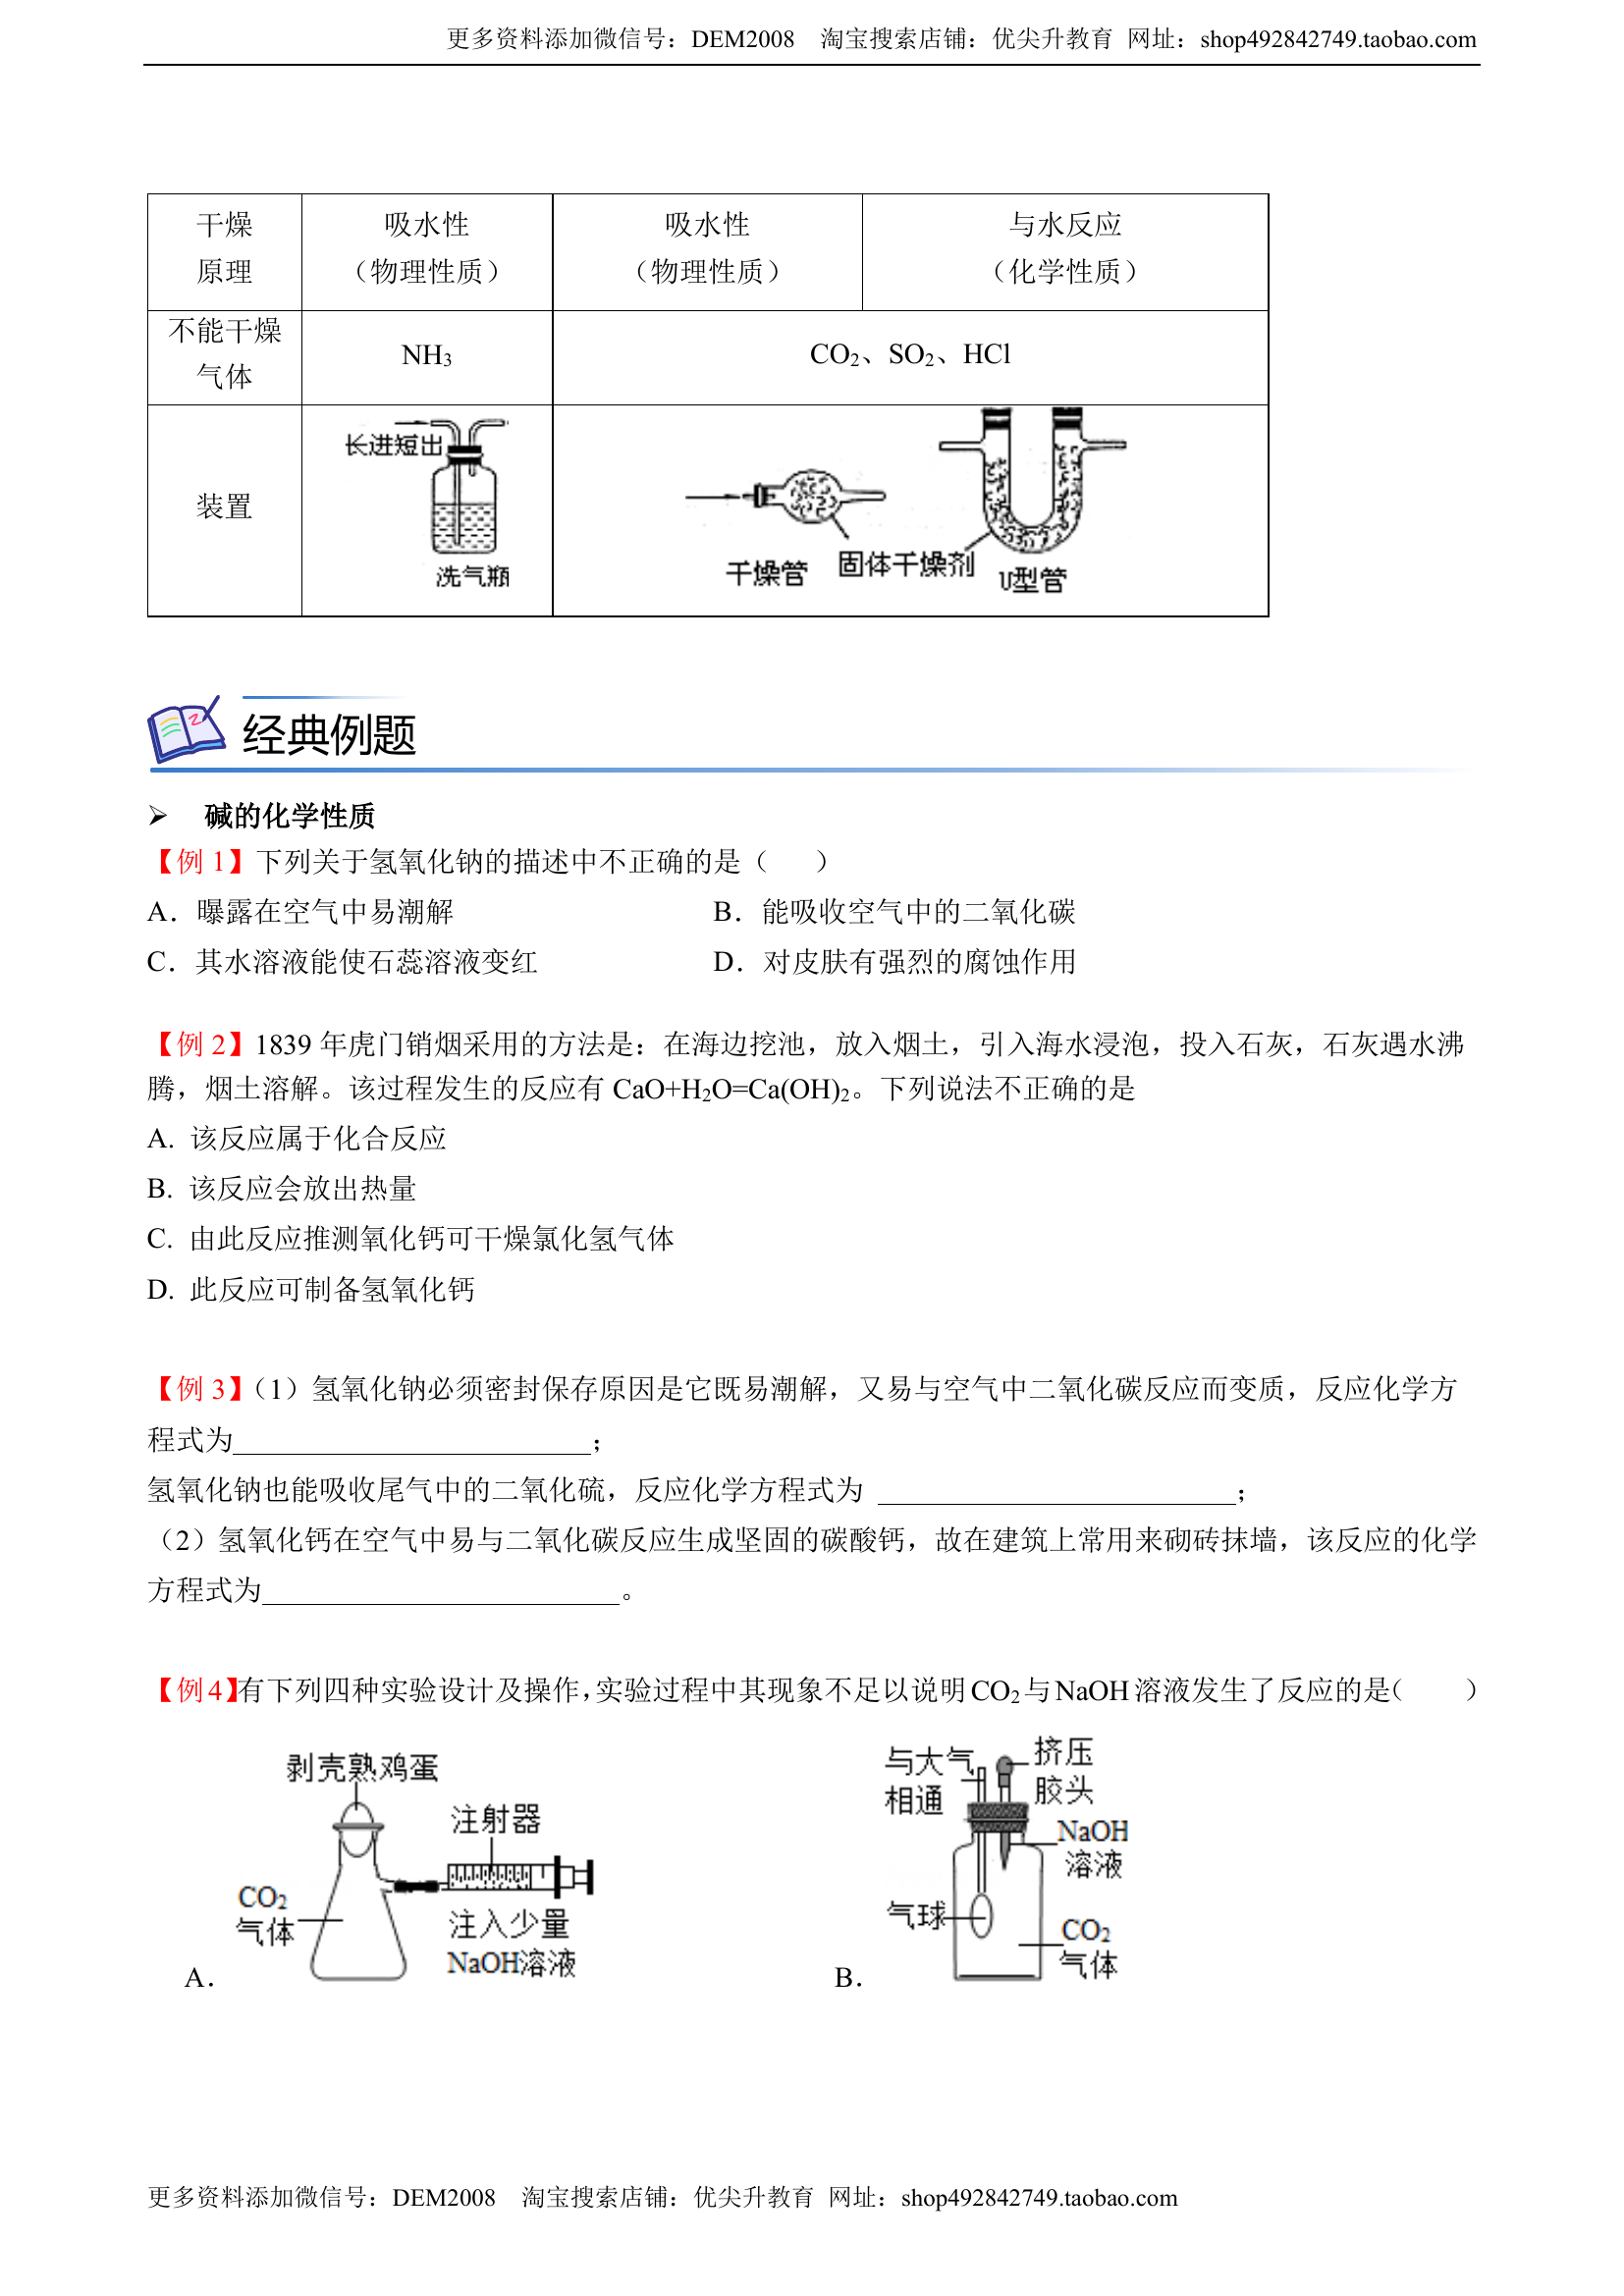 更多资料添加微信号：DEM2008 淘宝搜索店铺：优尖升教育 网址：shop492842749.taobao.com
干燥
原理
吸水性
（物理性质）
吸水性
（物理性质）
与水反应
（化学性质）
不能干燥
气体
NH₃
CO₂、SO₂、HCl
装置
长进短出
洗气瓶
干燥管
固体干燥剂
U型管
经典例题
➢ 碱的化学性质
【例 1】下列关于氢氧化钠的描述中不正确的是（ ）
A．曝露在空气中易潮解 B．能吸收空气中的二氧化碳
C．其水溶液能使石蕊溶液变红 D．对皮肤有强烈的腐蚀作用
【例 2】1839 年虎门销烟采用的方法是：在海边挖池，放入烟土，引入海水浸泡，投入石灰，石灰遇水沸
腾，烟土溶解。该过程发生的反应有 CaO+H₂O=Ca(OH)₂。下列说法不正确的是
A. 该反应属于化合反应
B. 该反应会放出热量
C. 由此反应推测氧化钙可干燥氯化氢气体
D. 此反应可制备氢氧化钙
【例 3】（1）氢氧化钠必须密封保存原因是它既易潮解，又易与空气中二氧化碳反应而变质，反应化学方
程式为_________________________；
氢氧化钠也能吸收尾气中的二氧化硫，反应化学方程式为 _________________________；
（2）氢氧化钙在空气中易与二氧化碳反应生成坚固的碳酸钙，故在建筑上常用来砌砖抹墙，该反应的化学
方程式为_________________________。
【例 4】有下列四种实验设计及操作，实验过程中其现象不足以说明 CO₂ 与 NaOH 溶液发生了反应的是（ ）
剥壳熟鸡蛋
注射器
CO₂
气体
注入少量
NaOH溶液
A．
与大气
相通
挤压
胶头
NaOH
溶液
气球
CO₂
气体
B．
更多资料添加微信号：DEM2008 淘宝搜索店铺：优尖升教育 网址：shop492842749.taobao.com